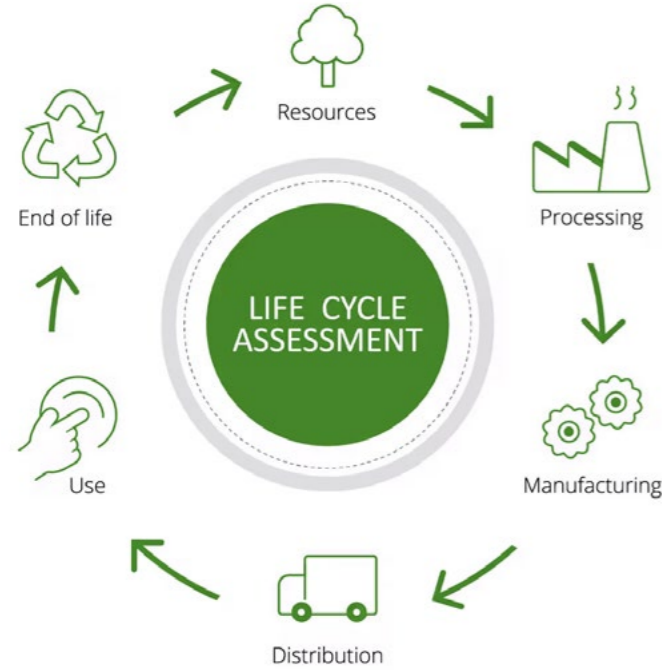 Resources
Processing
Manufacturing
Distribution
Use
End of life
LIFE CYCLE
ASSESSMENT